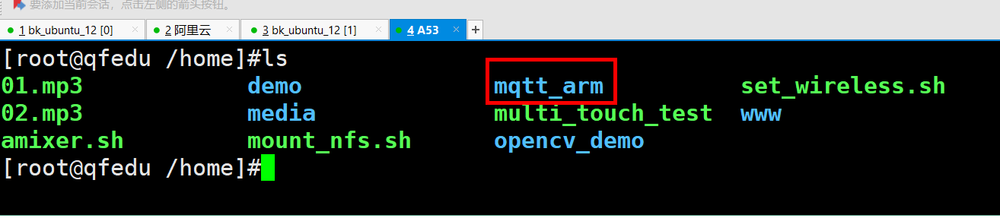 要添加当前会话，点击左侧的箭头按钮。
1 bk_ubuntu_12 [0] × 2 阿里云 × 3 bk_ubuntu_12 [1] × 4 A53 × +
[root@qfedu /home]#ls
01.mp3 demo mqtt_arm set_wireless.sh
02.mp3 media multi_touch_test www
amixer.sh mount_nfs.sh opencv_demo
[root@qfedu /home]#